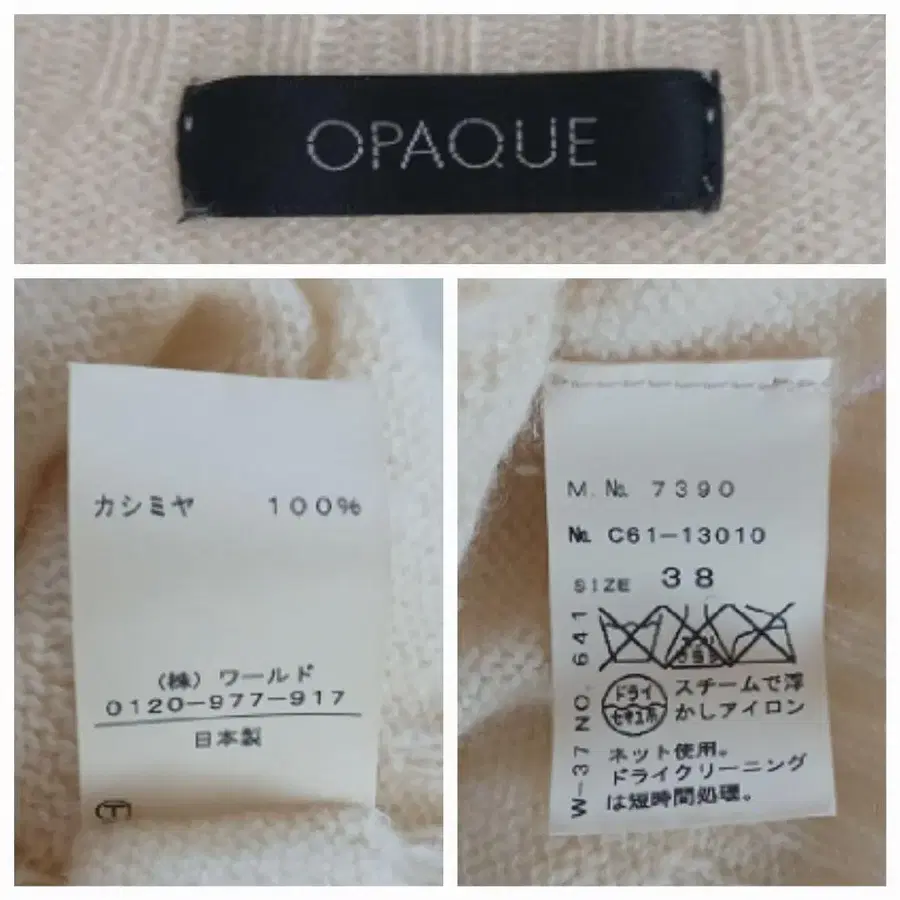 OPAQUE
カシミヤ 100%
(株) ワールド
0120-977-917
日本製
T
M.№ 7390
№ C61-13010
SIZE 38
ドライ
セキユ系
スチームで浮
かしアイロン
ネット使用。
ドライクリーニング
は短時間処理。
W-37 NO. 641